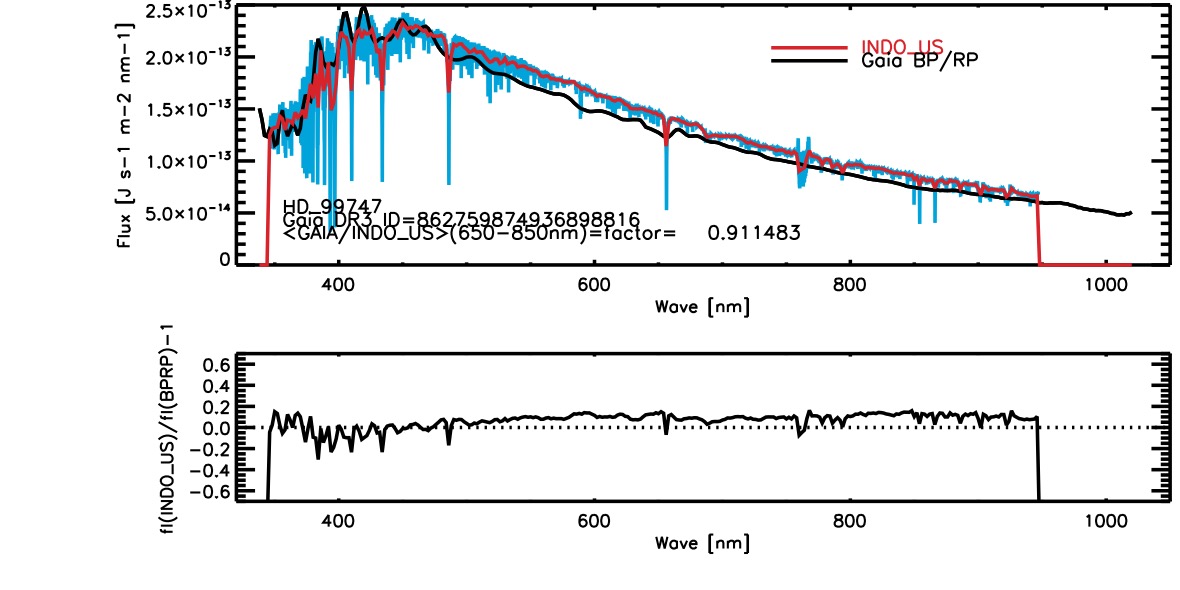 2.5×10−13
2.0×10−13
1.5×10−13
1.0×10−13
5.0×10−14
0
Flux [J s−1 m−2 nm−1]
INDO_US
Gaia BP/RP
HD_99747
Gaia DR3 ID=862759874936898816
<GAIA/INDO_US>(650−850nm)=factor= 0.911483
400 600 800 1000
Wave [nm]
fl(INDO_US)/fl(BPRP)−1
0.6
0.4
0.2
0.0
−0.2
−0.4
−0.6
400 600 800 1000
Wave [nm]